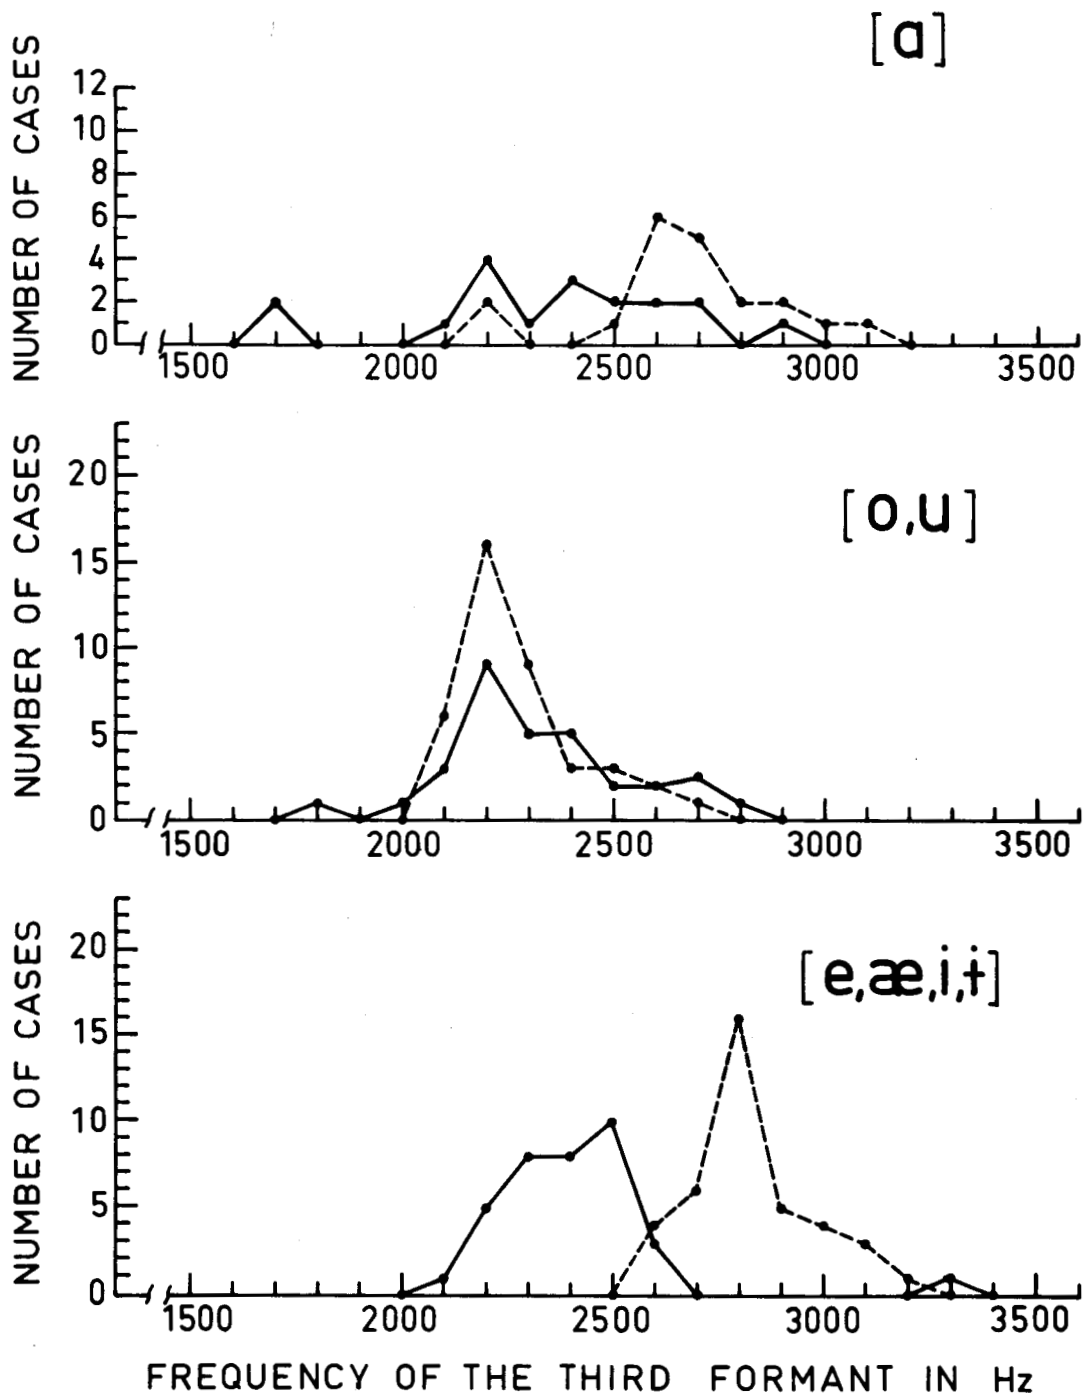 [a]
NUMBER OF CASES
12
10
8
6
4
2
0
1500 2000 2500 3000 3500
[o,u]
NUMBER OF CASES
20
15
10
5
0
1500 2000 2500 3000 3500
[e,æ,i,ɨ]
NUMBER OF CASES
20
15
10
5
0
1500 2000 2500 3000 3500
FREQUENCY OF THE THIRD FORMANT IN Hz